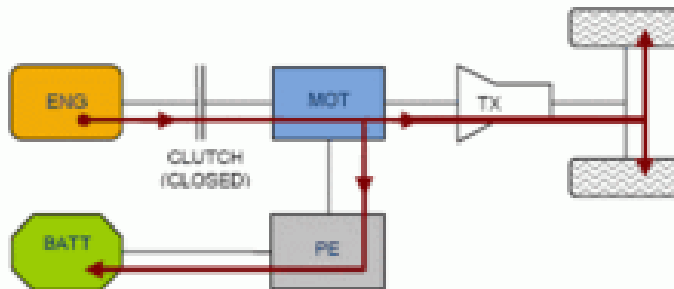 ENG
MOT
TX
CLUTCH
(CLOSED)
BATT
PE